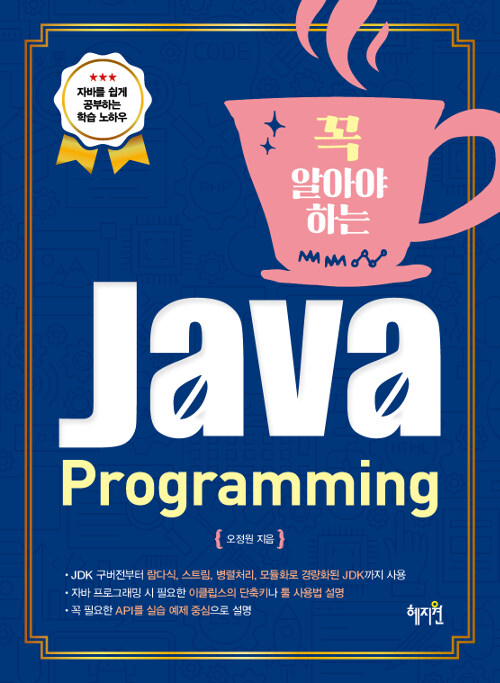 ★★★
자바를 쉽게
공부하는
학습 노하우
꼭
알아야
하는
Java
Programming
{ 오정원 지음 }
• JDK 구버전부터 람다식, 스트림, 병렬처리, 모듈화로 경량화된 JDK까지 사용
• 자바 프로그래밍 시 필요한 이클립스의 단축키나 툴 사용법 설명
• 꼭 필요한 API를 실습 예제 중심으로 설명
혜지원